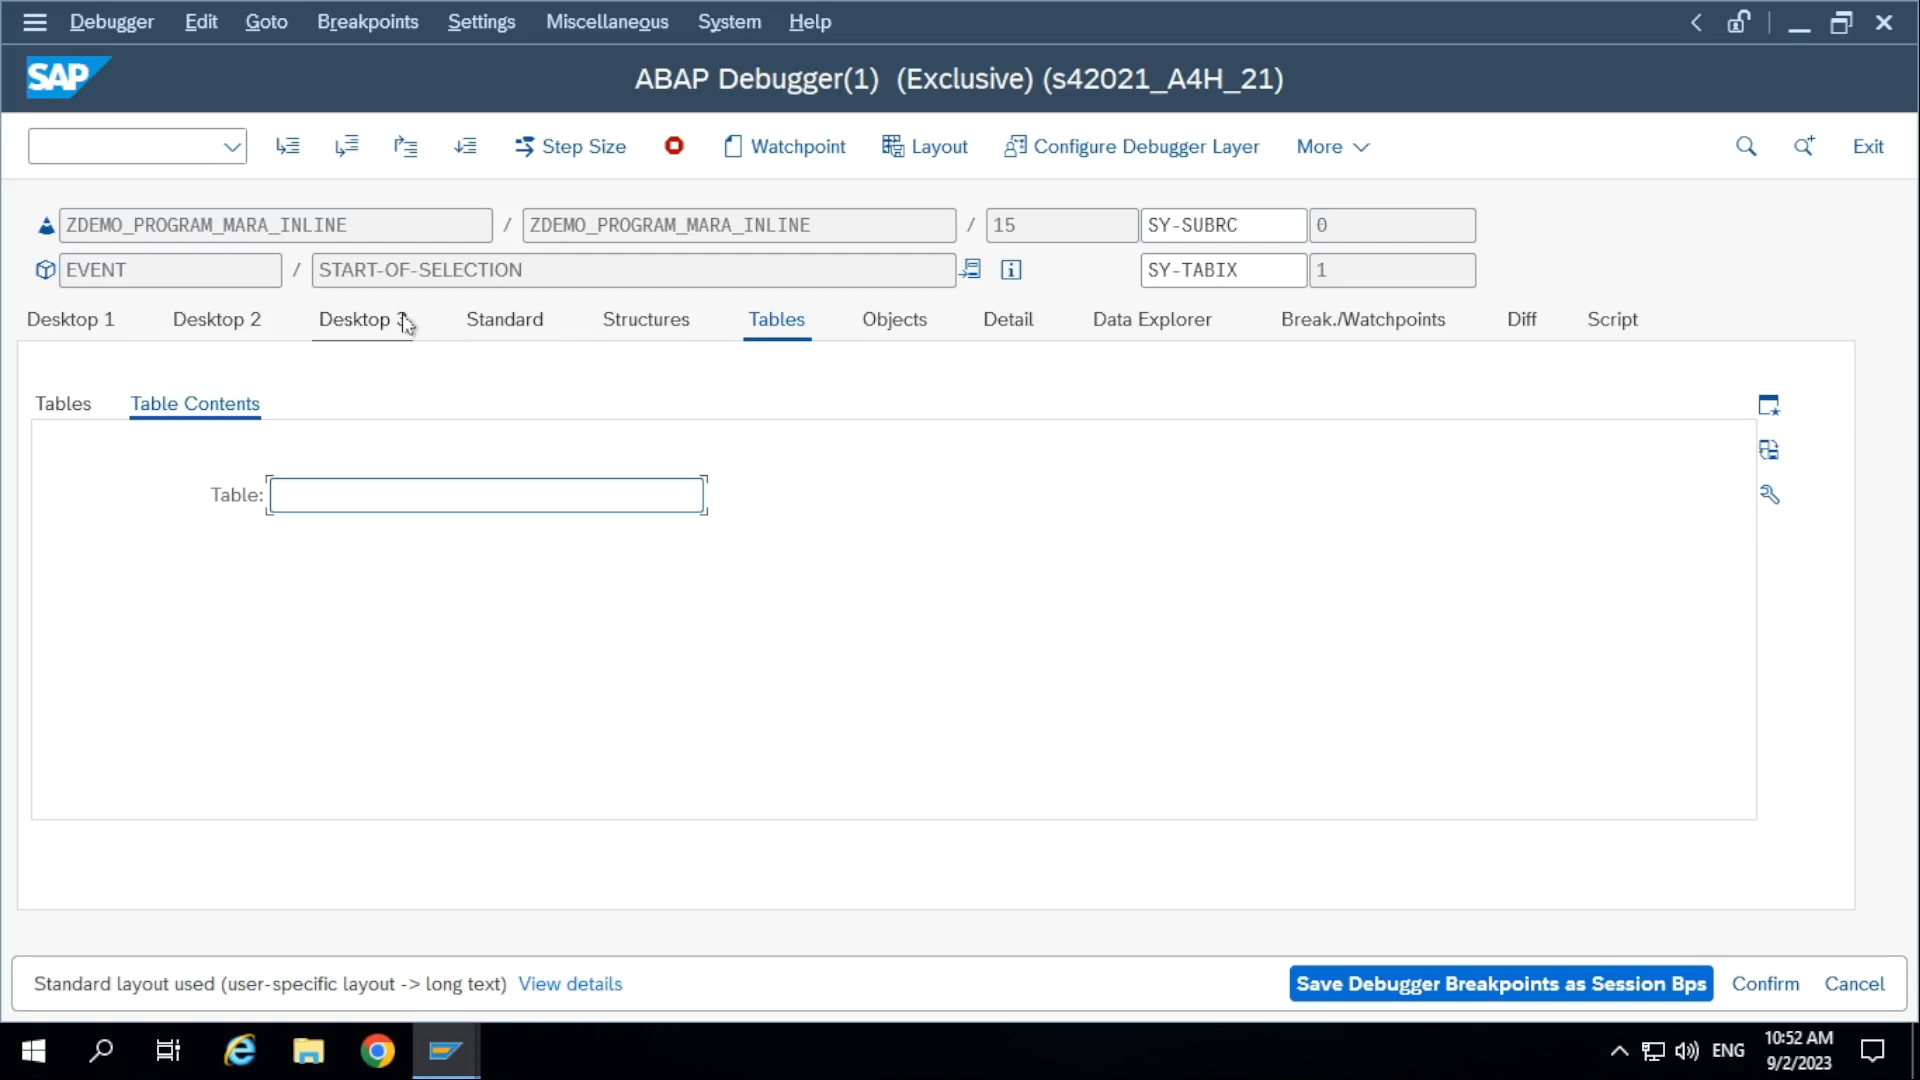 Debugger Edit Goto Breakpoints Settings Miscellaneous System Help
SAP ABAP Debugger(1) (Exclusive) (s42021_A4H_21)
Step Size Watchpoint Layout Configure Debugger Layer More Exit
ZDEMO_PROGRAM_MARA_INLINE / ZDEMO_PROGRAM_MARA_INLINE / 15 SY-SUBRC 0
EVENT / START-OF-SELECTION SY-TABIX 1
Desktop 1 Desktop 2 Desktop 3 Standard Structures Tables Objects Detail Data Explorer Break./Watchpoints Diff Script
Tables Table Contents
Table:
Standard layout used (user-specific layout -> long text) View details Save Debugger Breakpoints as Session Bps Confirm Cancel
ENG 10:52 AM
9/2/2023